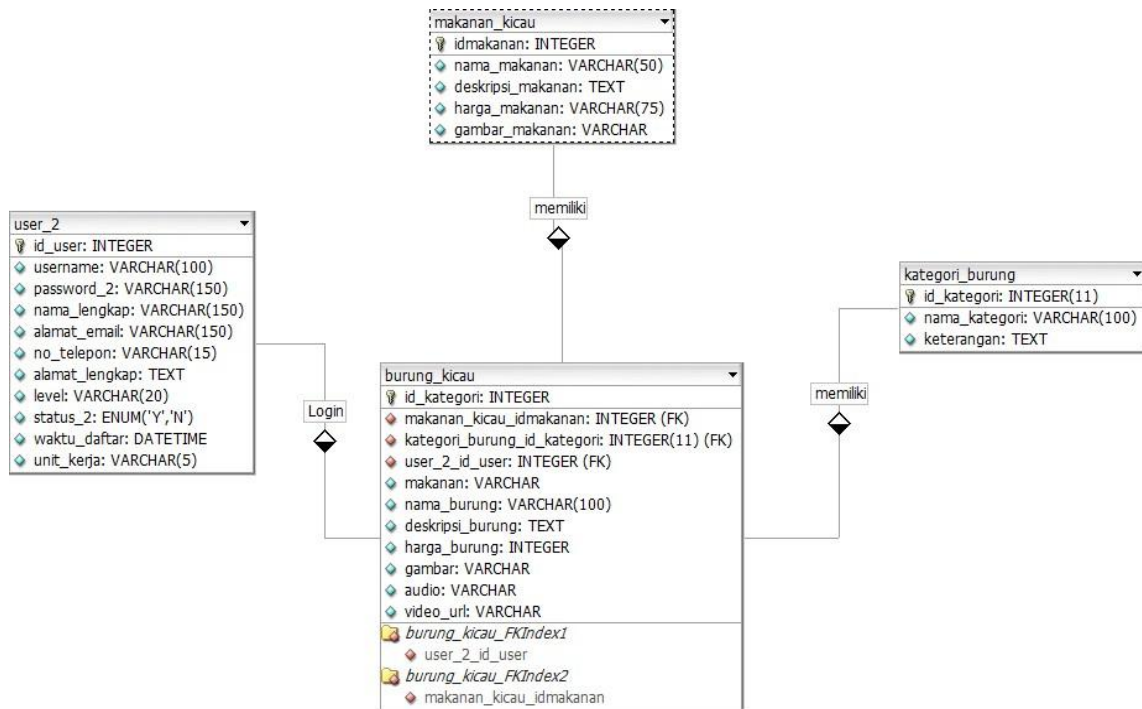 makanan_kicau
idmakanan: INTEGER
nama_makanan: VARCHAR(50)
deskripsi_makanan: TEXT
harga_makanan: VARCHAR(75)
gambar_makanan: VARCHAR
memiliki
user_2
id_user: INTEGER
username: VARCHAR(100)
password_2: VARCHAR(150)
nama_lengkap: VARCHAR(150)
alamat_email: VARCHAR(150)
no_telepon: VARCHAR(15)
alamat_lengkap: TEXT
level: VARCHAR(20)
status_2: ENUM('Y','N')
waktu_daftar: DATETIME
unit_kerja: VARCHAR(5)
Login
kategori_burung
id_kategori: INTEGER(11)
nama_kategori: VARCHAR(100)
keterangan: TEXT
memiliki
burung_kicau
id_kategori: INTEGER
makanan_kicau_idmakanan: INTEGER (FK)
kategori_burung_id_kategori: INTEGER(11) (FK)
user_2_id_user: INTEGER (FK)
makanan: VARCHAR
nama_burung: VARCHAR(100)
deskripsi_burung: TEXT
harga_burung: INTEGER
gambar: VARCHAR
audio: VARCHAR
video_url: VARCHAR
burung_kicau_FKIndex1
user_2_id_user
burung_kicau_FKIndex2
makanan_kicau_idmakanan